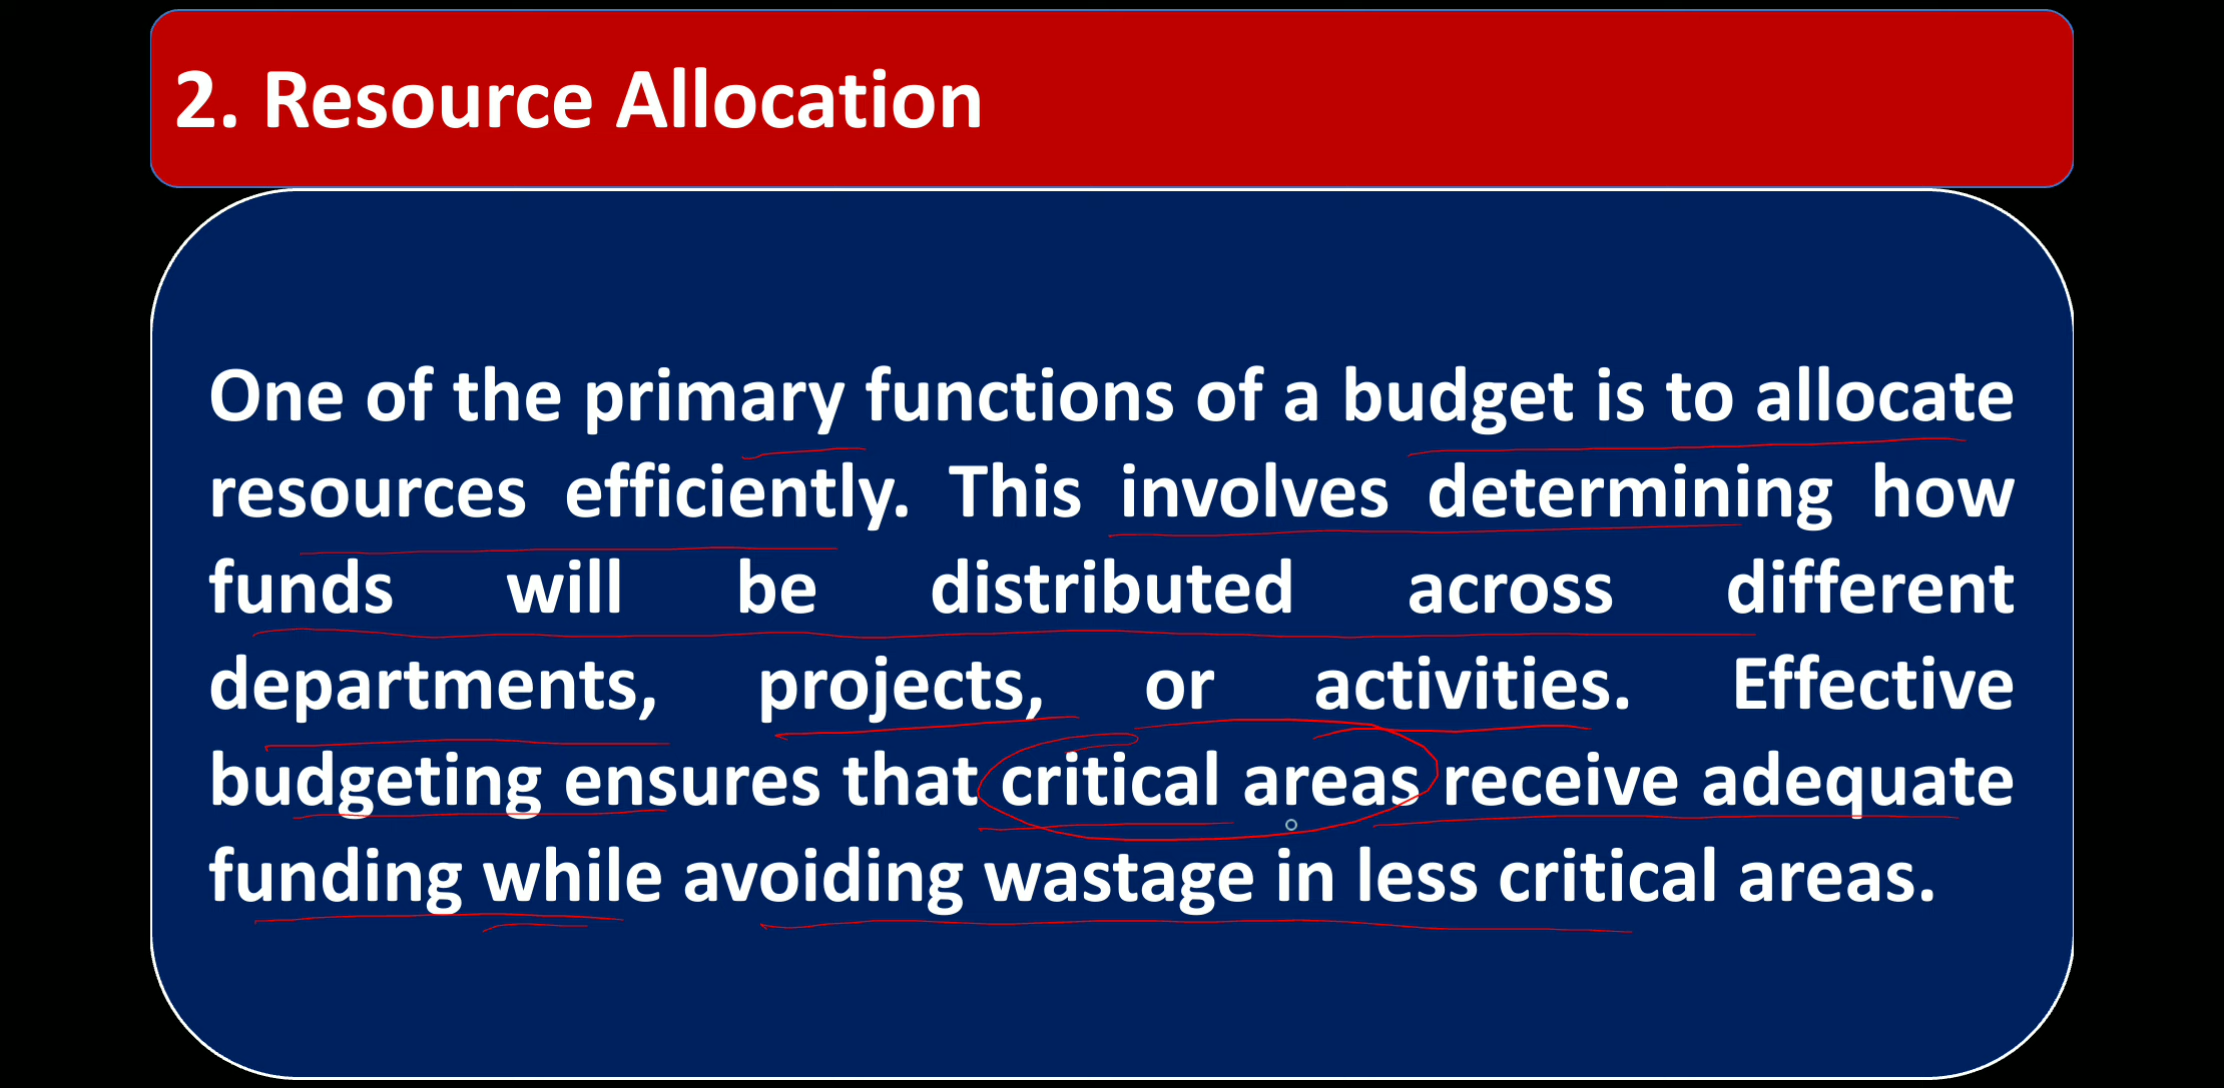 2. Resource Allocation
One of the primary functions of a budget is to allocate
resources efficiently. This involves determining how
funds will be distributed across different
departments, projects, or activities. Effective
budgeting ensures that critical areas receive adequate
funding while avoiding wastage in less critical areas.